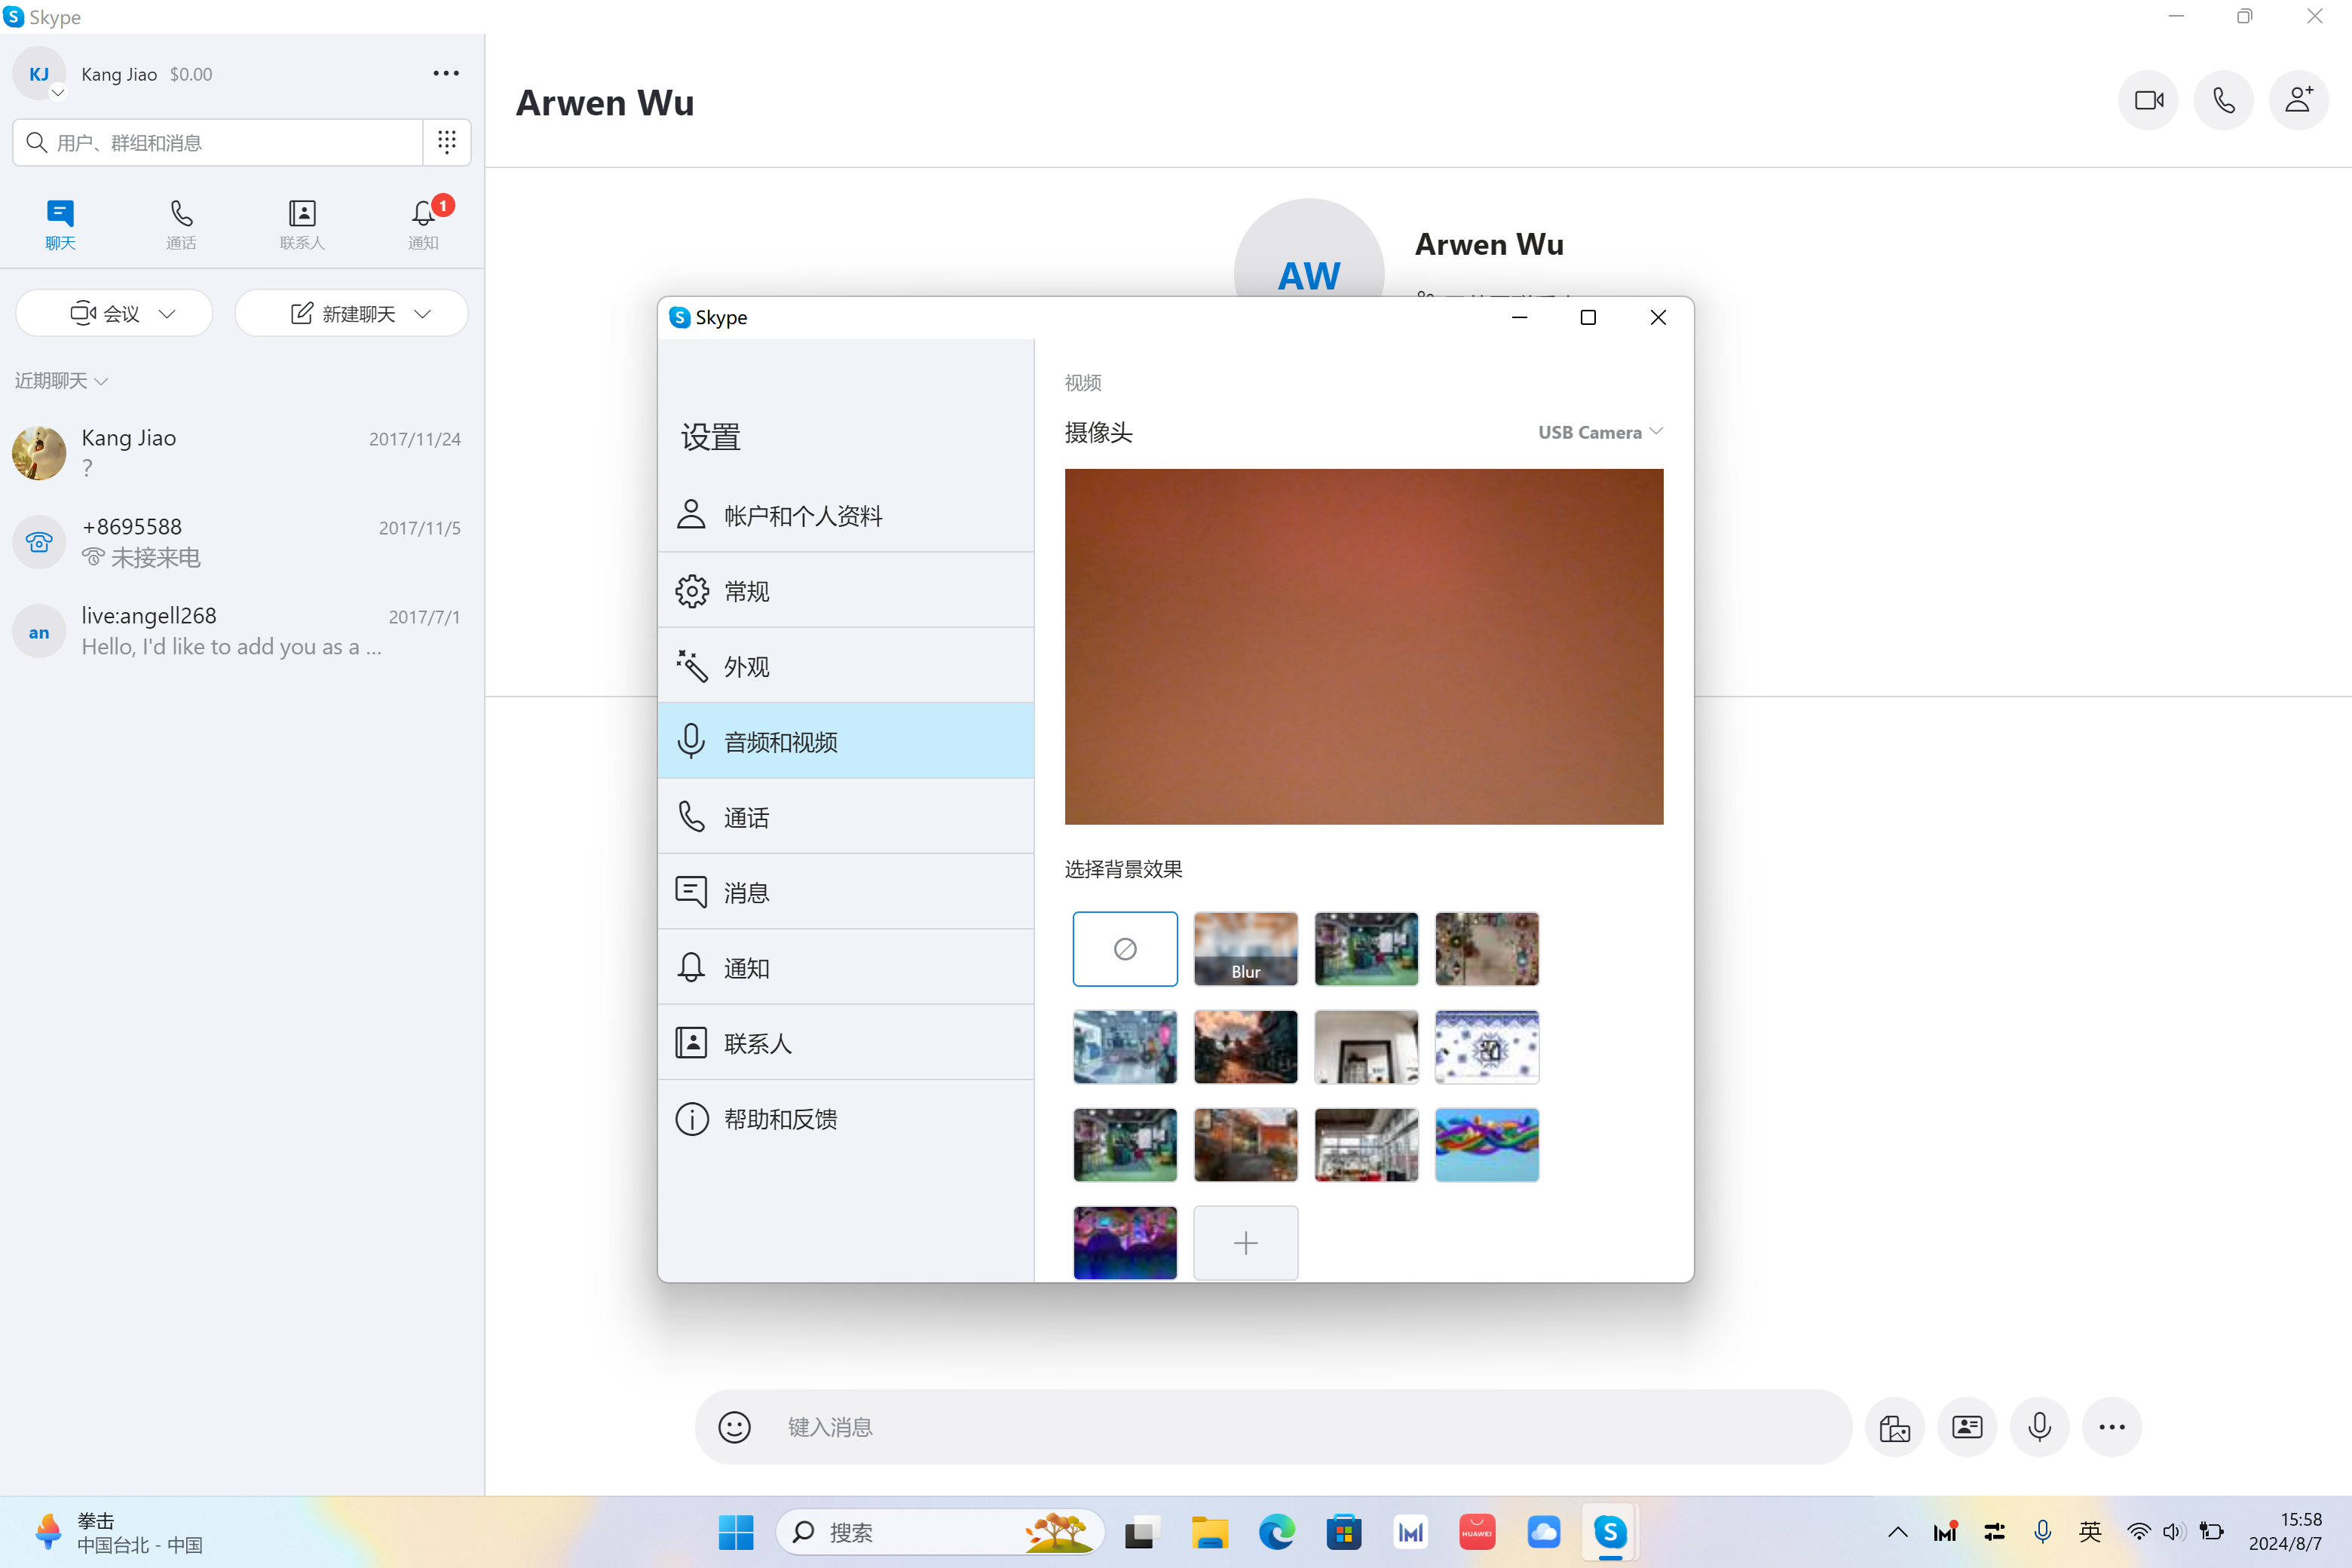 Skype
KJ
Kang Jiao $0.00
用户、群组和消息
聊天
通话
联系人
通知
1
会议
新建聊天
近期聊天
Kang Jiao
2017/11/24
?
+8695588
2017/11/5
未接来电
an
live:angell268
2017/7/1
Hello, I'd like to add you as a ...
Arwen Wu
AW
Arwen Wu
Skype
设置
帐户和个人资料
常规
外观
音频和视频
通话
消息
通知
联系人
帮助和反馈
视频
摄像头
USB Camera
选择背景效果
Blur
键入消息
拳击
中国台北 - 中国
搜索
HUAWEI
英
15:58
2024/8/7